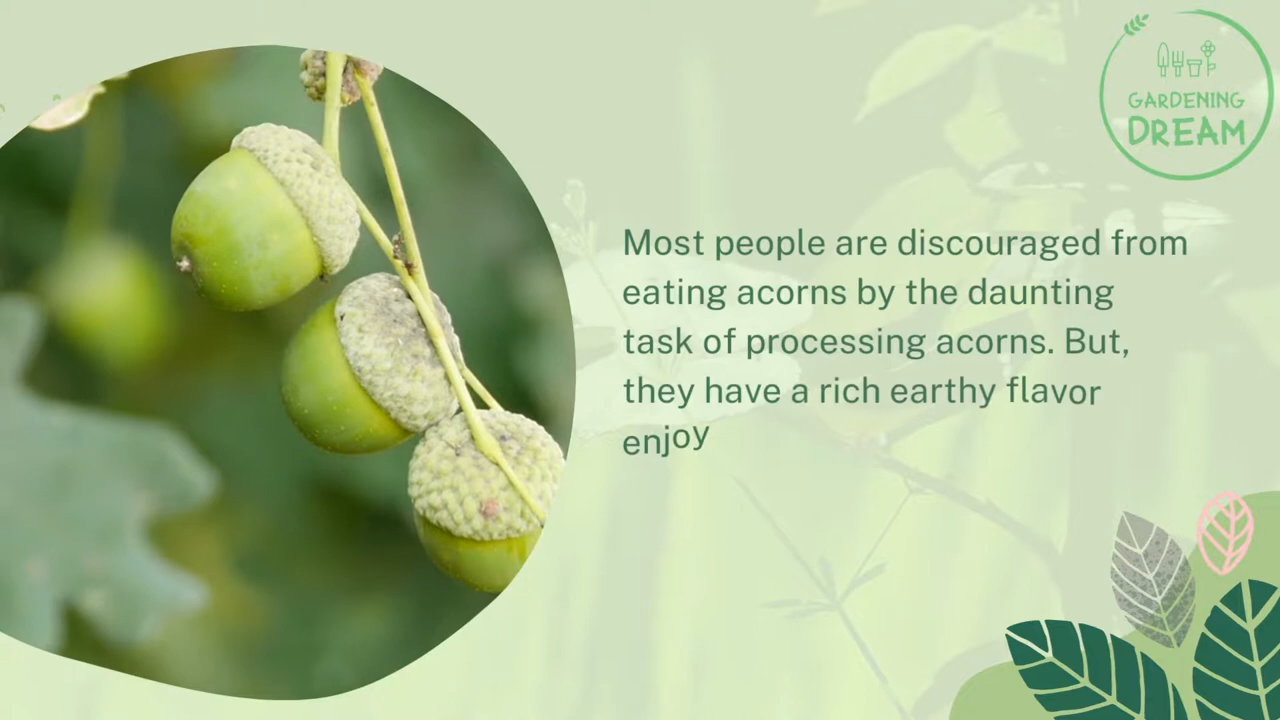 GARDENING
DREAM
Most people are discouraged from
eating acorns by the daunting
task of processing acorns. But,
they have a rich earthy flavor
enjoy